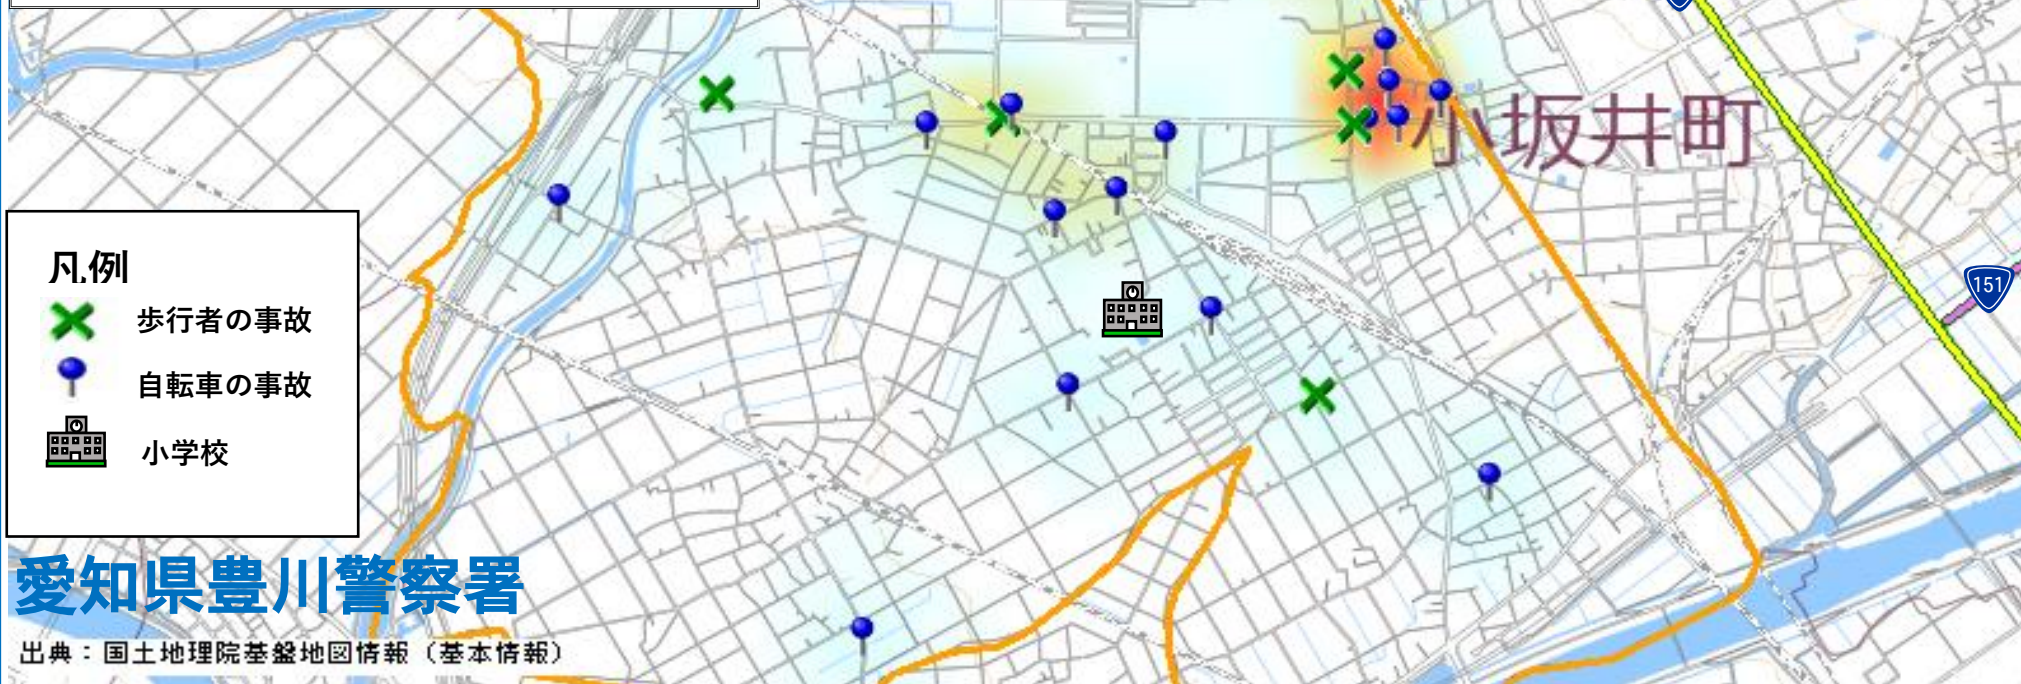 小坂井町
151
凡例
歩行者の事故
自転車の事故
小学校
愛知県豊川警察署
出典：国土地理院基盤地図情報（基本情報）